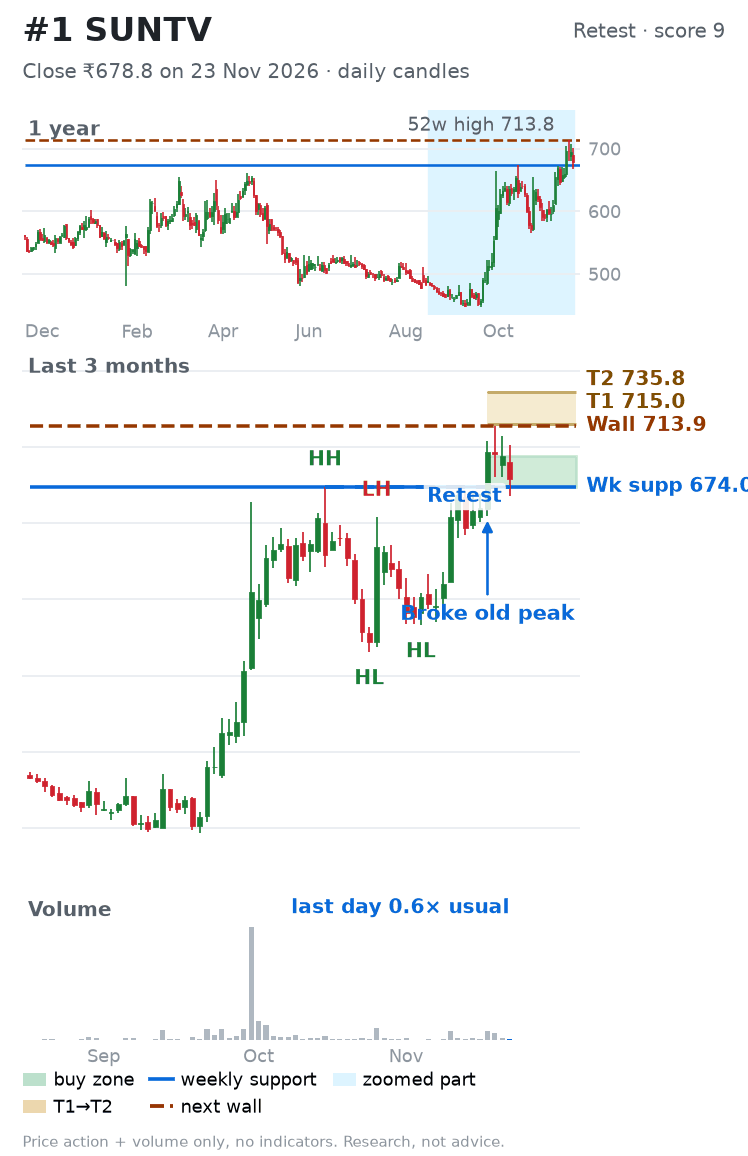 #1 SUNTV
Retest · score 9
Close ₹678.8 on 23 Nov 2026 · daily candles
1 year
52w high 713.8
700
600
500
Dec Feb Apr Jun Aug Oct
Last 3 months
T2 735.8
T1 715.0
Wall 713.9
HH
LH
Retest
Wk supp 674.0
Broke old peak
HL
HL
Volume
last day 0.6× usual
Sep Oct Nov
buy zone weekly support zoomed part
T1→T2 next wall
Price action + volume only, no indicators. Research, not advice.